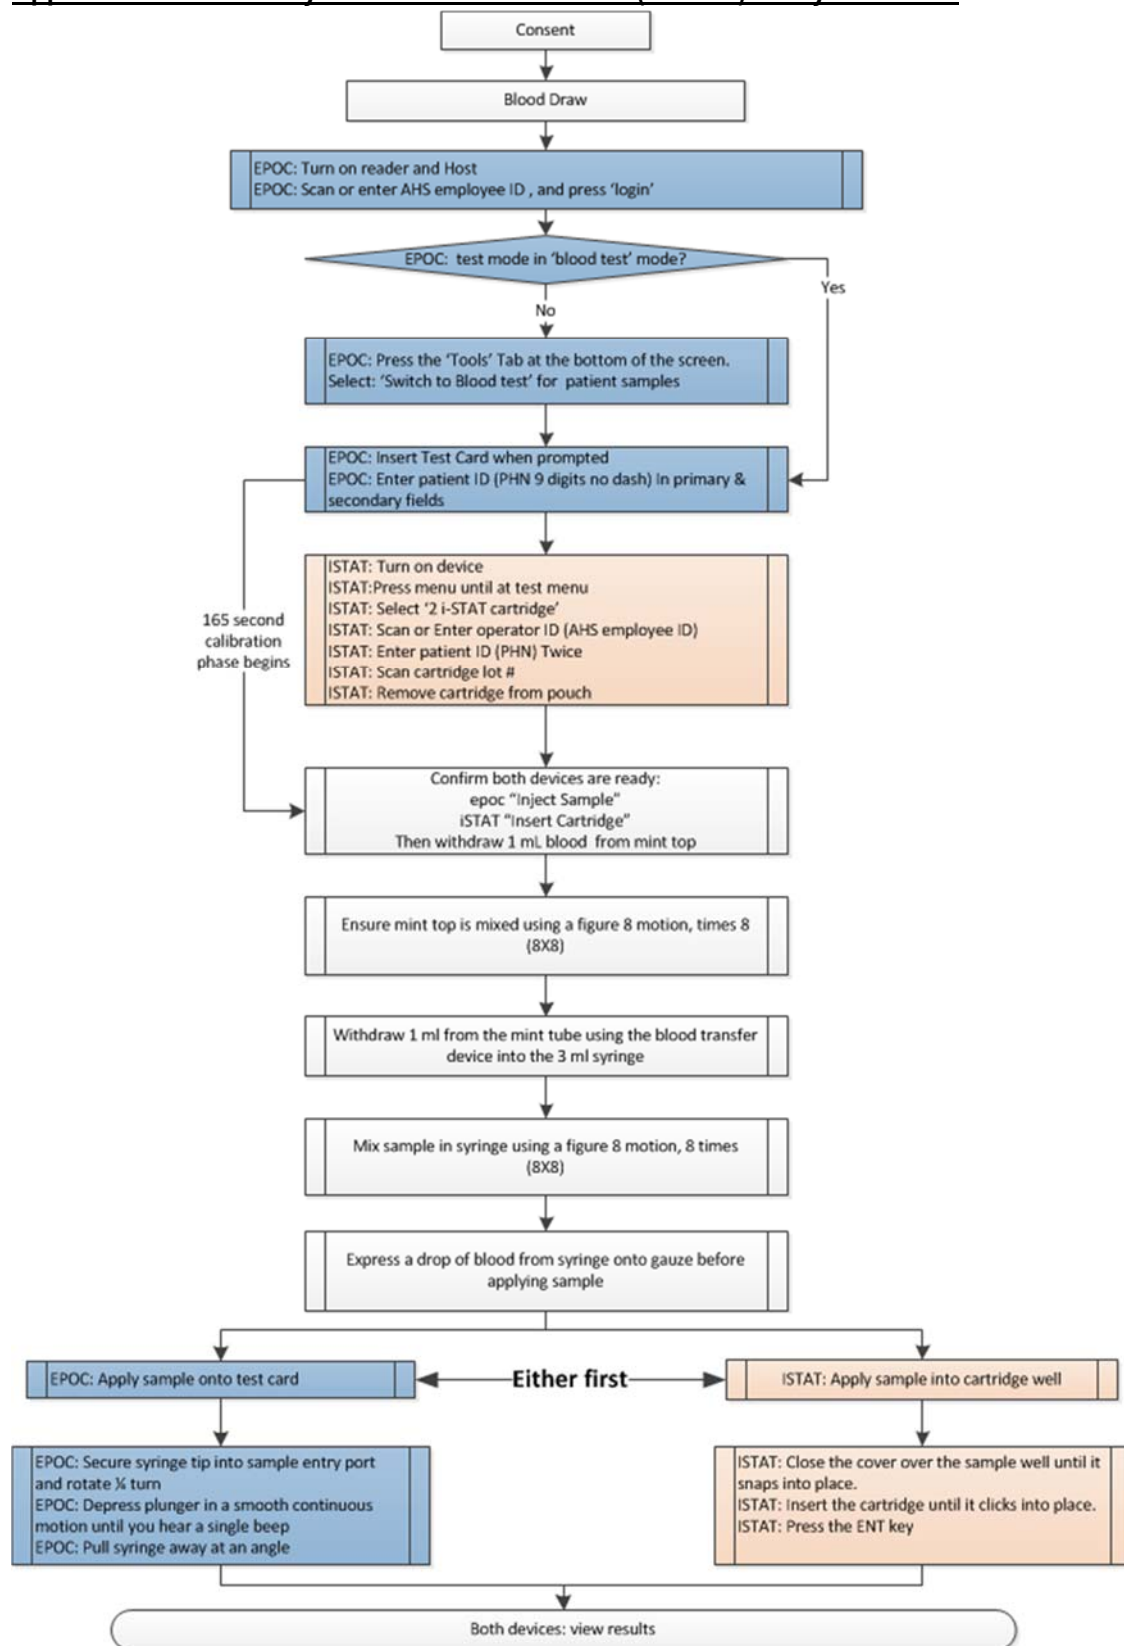 Consent
Blood Draw
EPOC: Turn on reader and Host
EPOC: Scan or enter AHS employee ID , and press ‘login’
EPOC:  test mode in ‘blood test’ mode?
Yes
No
EPOC: Press the ‘Tools’ Tab at the bottom of the screen.
Select: ‘Switch to Blood test’ for  patient samples
EPOC: Insert Test Card when prompted
EPOC: Enter patient ID (PHN 9 digits no dash) In primary &
secondary fields
ISTAT: Turn on device
ISTAT:Press menu until at test menu
ISTAT: Select ‘2 i-STAT cartridge’
ISTAT: Scan or Enter operator ID (AHS employee ID)
ISTAT: Enter patient ID (PHN) Twice
ISTAT: Scan cartridge lot #
ISTAT: Remove cartridge from pouch
165 second
calibration
phase begins
Confirm both devices are ready:
epoc “Inject Sample”
iSTAT “Insert Cartridge”
Then withdraw 1 mL blood  from mint top
Ensure mint top is mixed using a figure 8 motion, times 8
(8X8)
Withdraw 1 ml from the mint tube using the blood transfer
device into the 3 ml syringe
Mix sample in syringe using a figure 8 motion, 8 times
(8X8)
Express a drop of blood from syringe onto gauze before
applying sample
EPOC: Apply sample onto test card
Either first
ISTAT: Apply sample into cartridge well
EPOC: Secure syringe tip into sample entry port
and rotate ¼ turn
EPOC: Depress plunger in a smooth continuous
motion until you hear a single beep
EPOC: Pull syringe away at an angle
ISTAT: Close the cover over the sample well until it
snaps into place.
ISTAT: Insert the cartridge until it clicks into place.
ISTAT: Press the ENT key
Both devices: view results